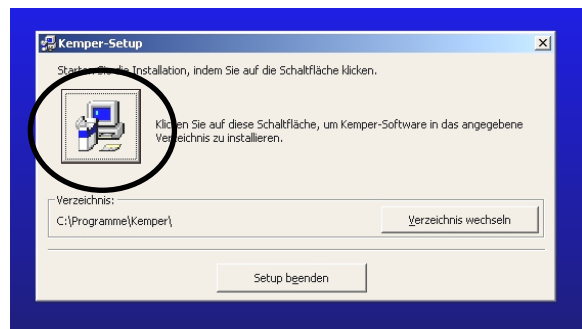 Kemper-Setup
Starten Sie die Installation, indem Sie auf die Schaltfläche klicken.
Klicken Sie auf diese Schaltfläche, um Kemper-Software in das angegebene
Verzeichnis zu installieren.
Verzeichnis:
C:\Programme\Kemper\
Verzeichnis wechseln
Setup beenden